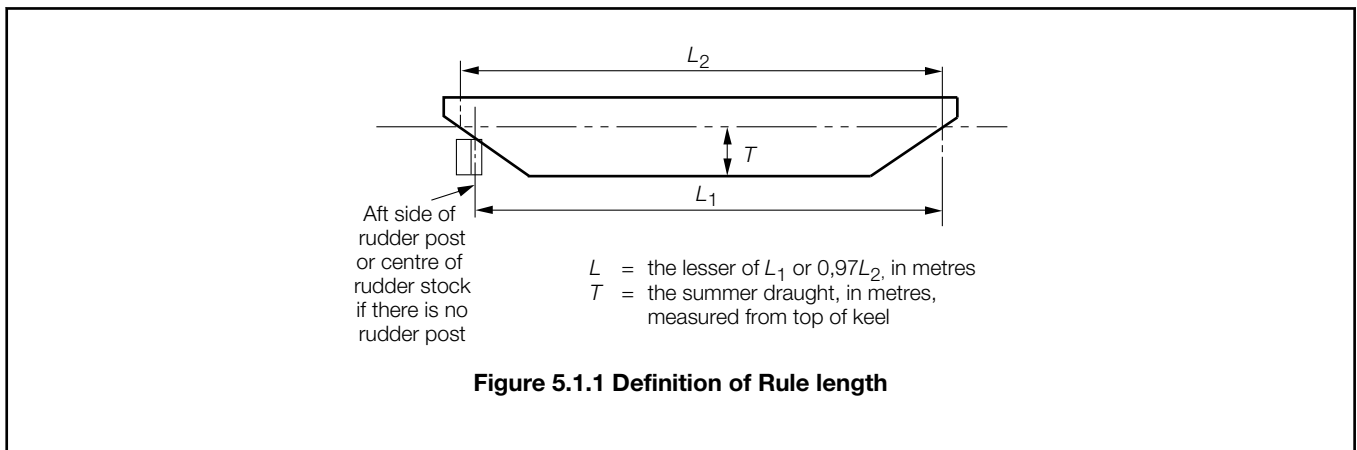 L2
T
L1
Aft side of
rudder post
or centre of
rudder stock
if there is no
rudder post
L = the lesser of L1 or 0,97L2, in metres
T = the summer draught, in metres,
measured from top of keel
Figure 5.1.1 Definition of Rule length